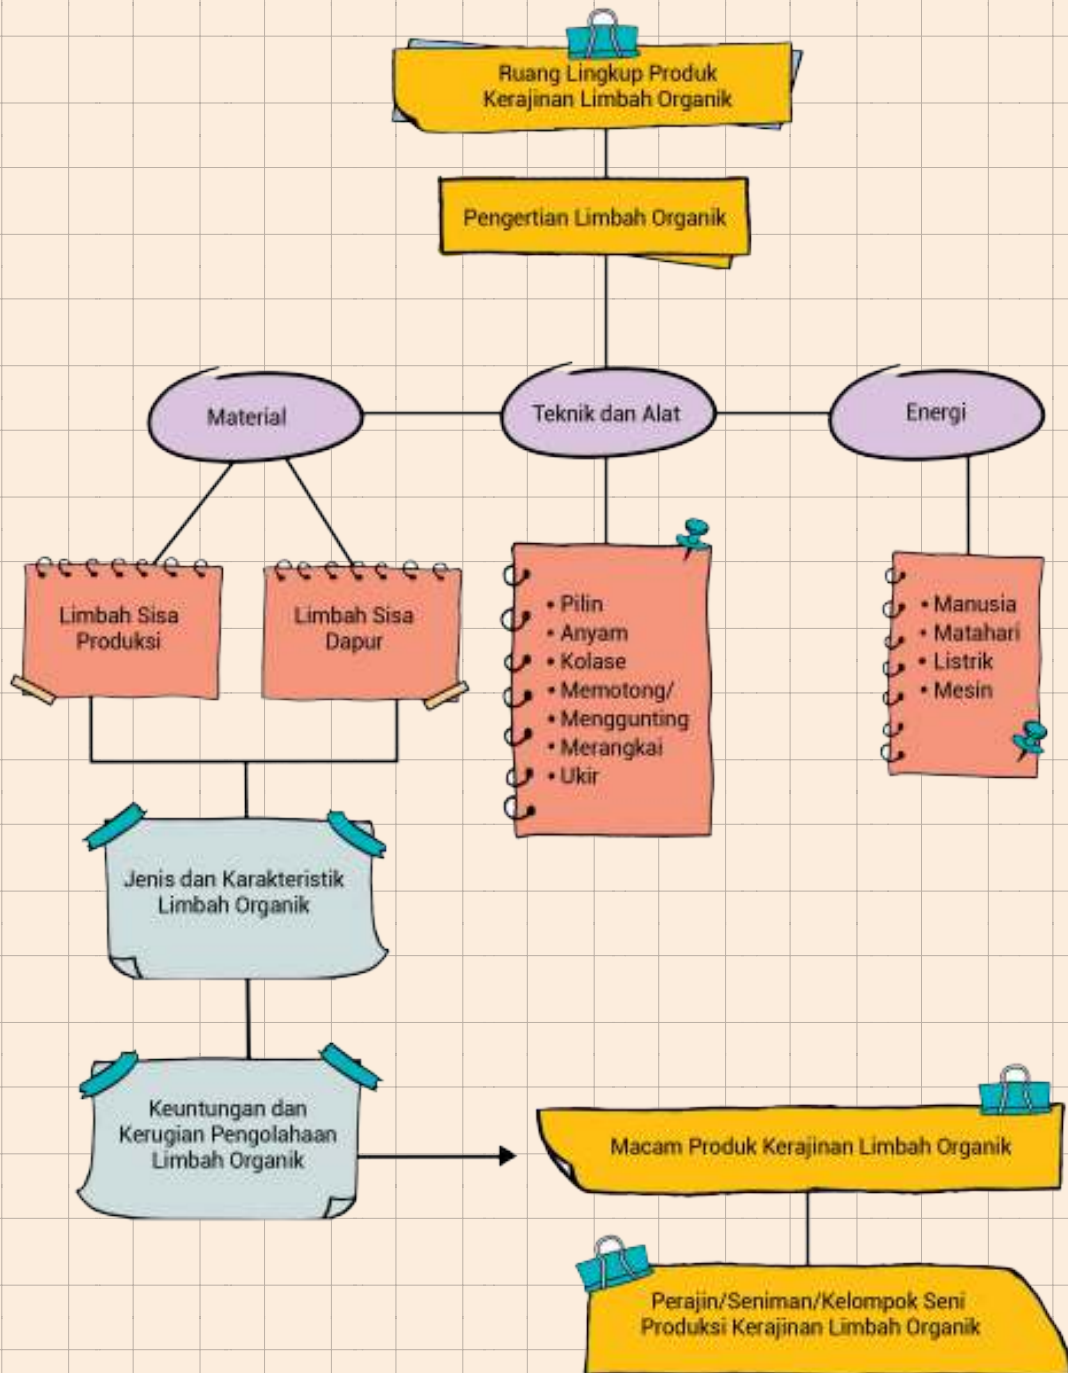 Ruang Lingkup Produk
Kerajinan Limbah Organik
Pengertian Limbah Organik
Material
Teknik dan Alat
Energi
Limbah Sisa
Produksi
Limbah Sisa
Dapur
• Pilin
• Anyam
• Kolase
• Memotong/
• Menggunting
• Merangkai
• Ukir
• Manusia
• Matahari
• Listrik
• Mesin
Jenis dan Karakteristik
Limbah Organik
Keuntungan dan
Kerugian Pengolahaan
Limbah Organik
Macam Produk Kerajinan Limbah Organik
Perajin/Seniman/Kelompok Seni
Produksi Kerajinan Limbah Organik